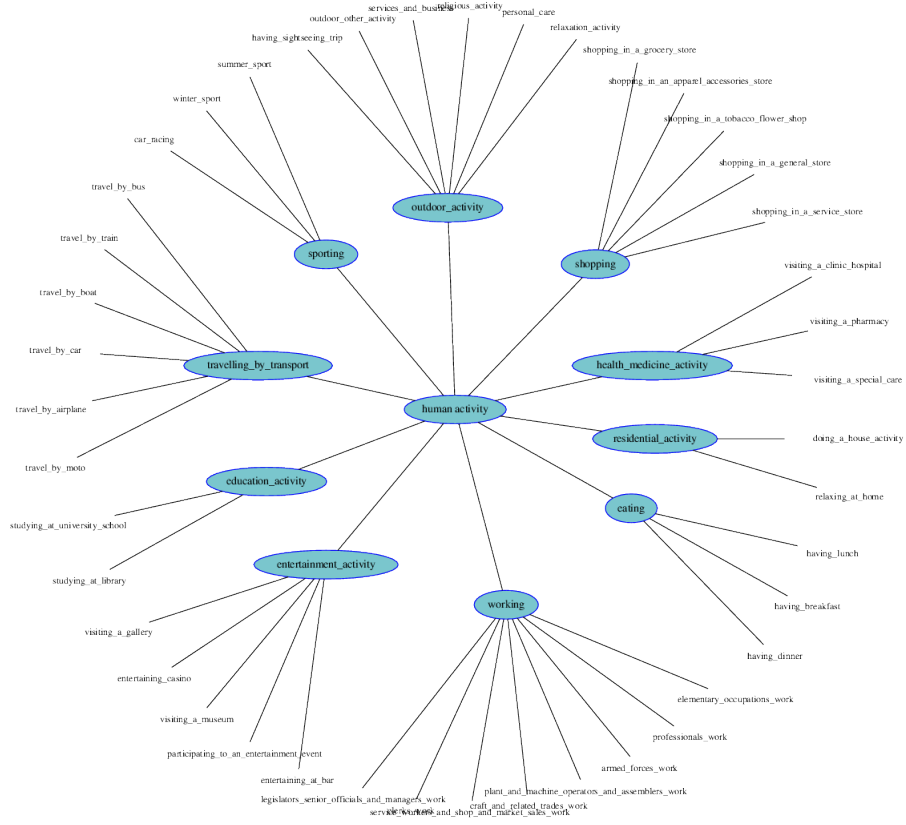 services_and_business
religious_activity
personal_care
outdoor_other_activity
relaxation_activity
having_sightseeing_trip
shopping_in_a_grocery_store
summer_sport
shopping_in_an_apparel_accessories_store
winter_sport
shopping_in_a_tobacco_flower_shop
car_racing
shopping_in_a_general_store
travel_by_bus
outdoor_activity
shopping_in_a_service_store
travel_by_train
sporting
shopping
visiting_a_clinic_hospital
travel_by_boat
visiting_a_pharmacy
travel_by_car
travelling_by_transport
health_medicine_activity
visiting_a_special_care
travel_by_airplane
human activity
residential_activity
doing_a_house_activity
travel_by_moto
education_activity
relaxing_at_home
eating
studying_at_university_school
having_lunch
entertainment_activity
studying_at_library
working
having_breakfast
visiting_a_gallery
having_dinner
entertaining_casino
elementary_occupations_work
visiting_a_museum
professionals_work
participating_to_an_entertainment_event
armed_forces_work
entertaining_at_bar
plant_and_machine_operators_and_assemblers_work
legislators_senior_officials_and_managers_work
craft_and_related_trades_work
service_workers_and_shop_and_market_sales_work